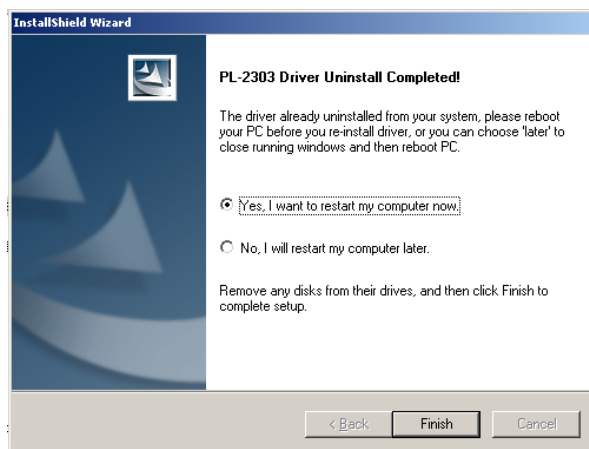 InstallShield Wizard
PL-2303 Driver Uninstall Completed!
The driver already uninstalled from your system, please reboot
your PC before you re-install driver, or you can choose 'later' to
close running windows and then reboot PC.
Yes, I want to restart my computer now.
No, I will restart my computer later.
Remove any disks from their drives, and then click Finish to
complete setup.
< Back Finish Cancel